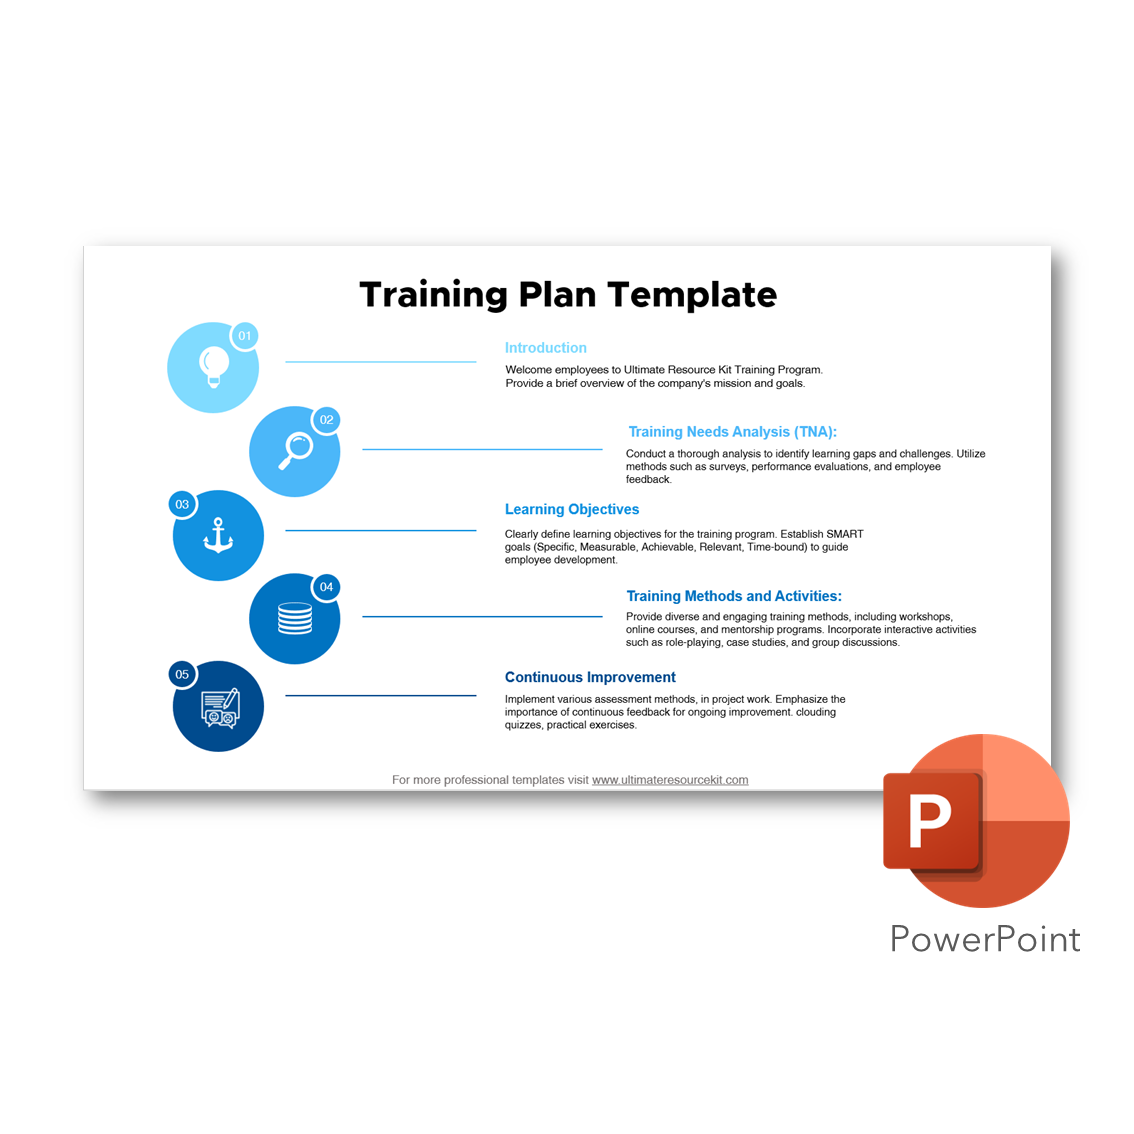 Training Plan Template
01
Introduction
Welcome employees to Ultimate Resource Kit Training Program.
Provide a brief overview of the company's mission and goals.
02
Training Needs Analysis (TNA):
Conduct a thorough analysis to identify learning gaps and challenges. Utilize
methods such as surveys, performance evaluations, and employee
feedback.
03
Learning Objectives
Clearly define learning objectives for the training program. Establish SMART
goals (Specific, Measurable, Achievable, Relevant, Time-bound) to guide
employee development.
04
Training Methods and Activities:
Provide diverse and engaging training methods, including workshops,
online courses, and mentorship programs. Incorporate interactive activities
such as role-playing, case studies, and group discussions.
05
Continuous Improvement
Implement various assessment methods, in project work. Emphasize the
importance of continuous feedback for ongoing improvement. clouding
quizzes, practical exercises.
For more professional templates visit www.ultimateresourcekit.com
P
PowerPoint